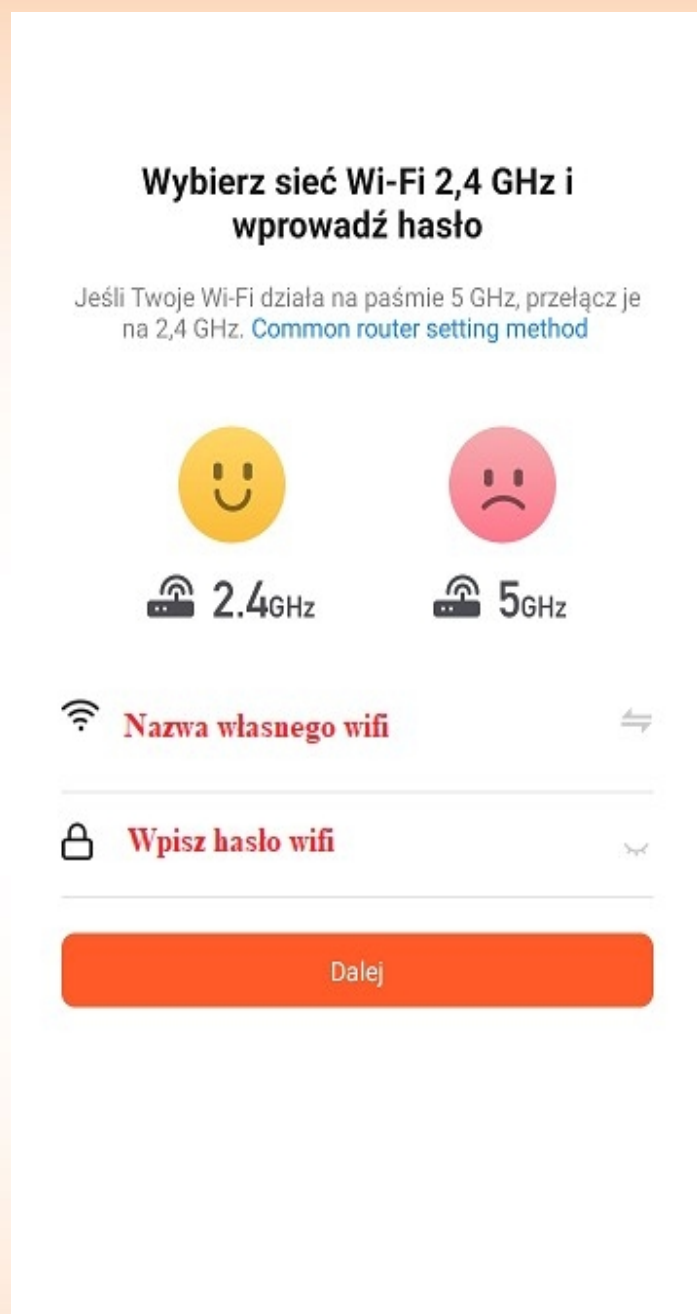 Wybierz sieć Wi-Fi 2,4 GHz i
wprowadź hasło
Jeśli Twoje Wi-Fi działa na paśmie 5 GHz, przełącz je
na 2,4 GHz. Common router setting method
2.4GHz
5GHz
Nazwa własnego wifi
Wpisz hasło wifi
Dalej